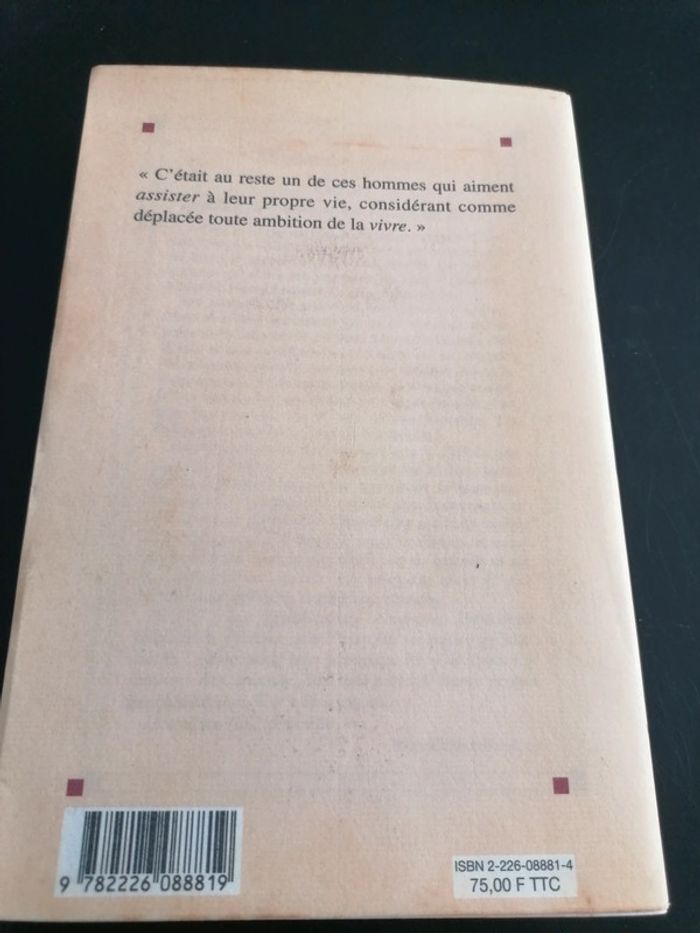 « C'était au reste un de ces hommes qui aiment
assister à leur propre vie, considérant comme
déplacée toute ambition de la vivre. »
9 782226 088819
ISBN 2-226-08881-4
75,00 F TTC